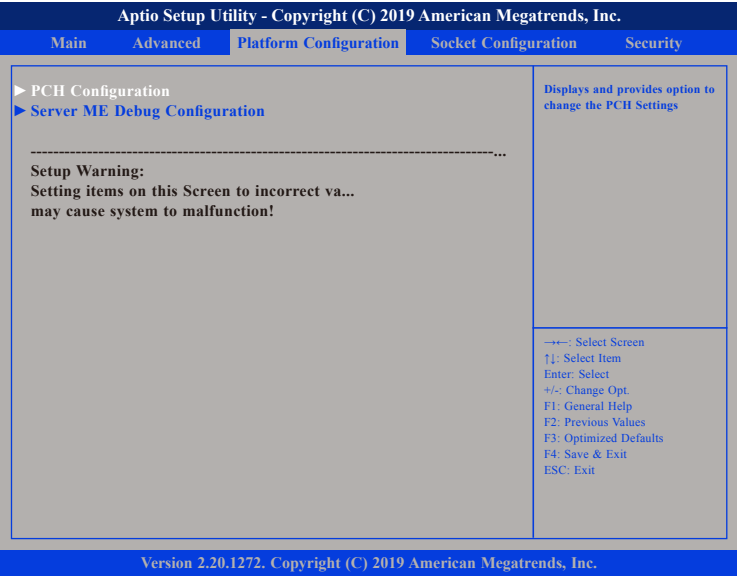 Aptio Setup Utility - Copyright (C) 2019 American Megatrends, Inc.
Main Advanced Platform Configuration Socket Configuration Security
► PCH Configuration
► Server ME Debug Configuration
--------------------------------------------------------------------------------...
Setup Warning:
Setting items on this Screen to incorrect va...
may cause system to malfunction!
Displays and provides option to
change the PCH Settings
→←: Select Screen
↑↓: Select Item
Enter: Select
+/-: Change Opt.
F1: General Help
F2: Previous Values
F3: Optimized Defaults
F4: Save & Exit
ESC: Exit
Version 2.20.1272. Copyright (C) 2019 American Megatrends, Inc.